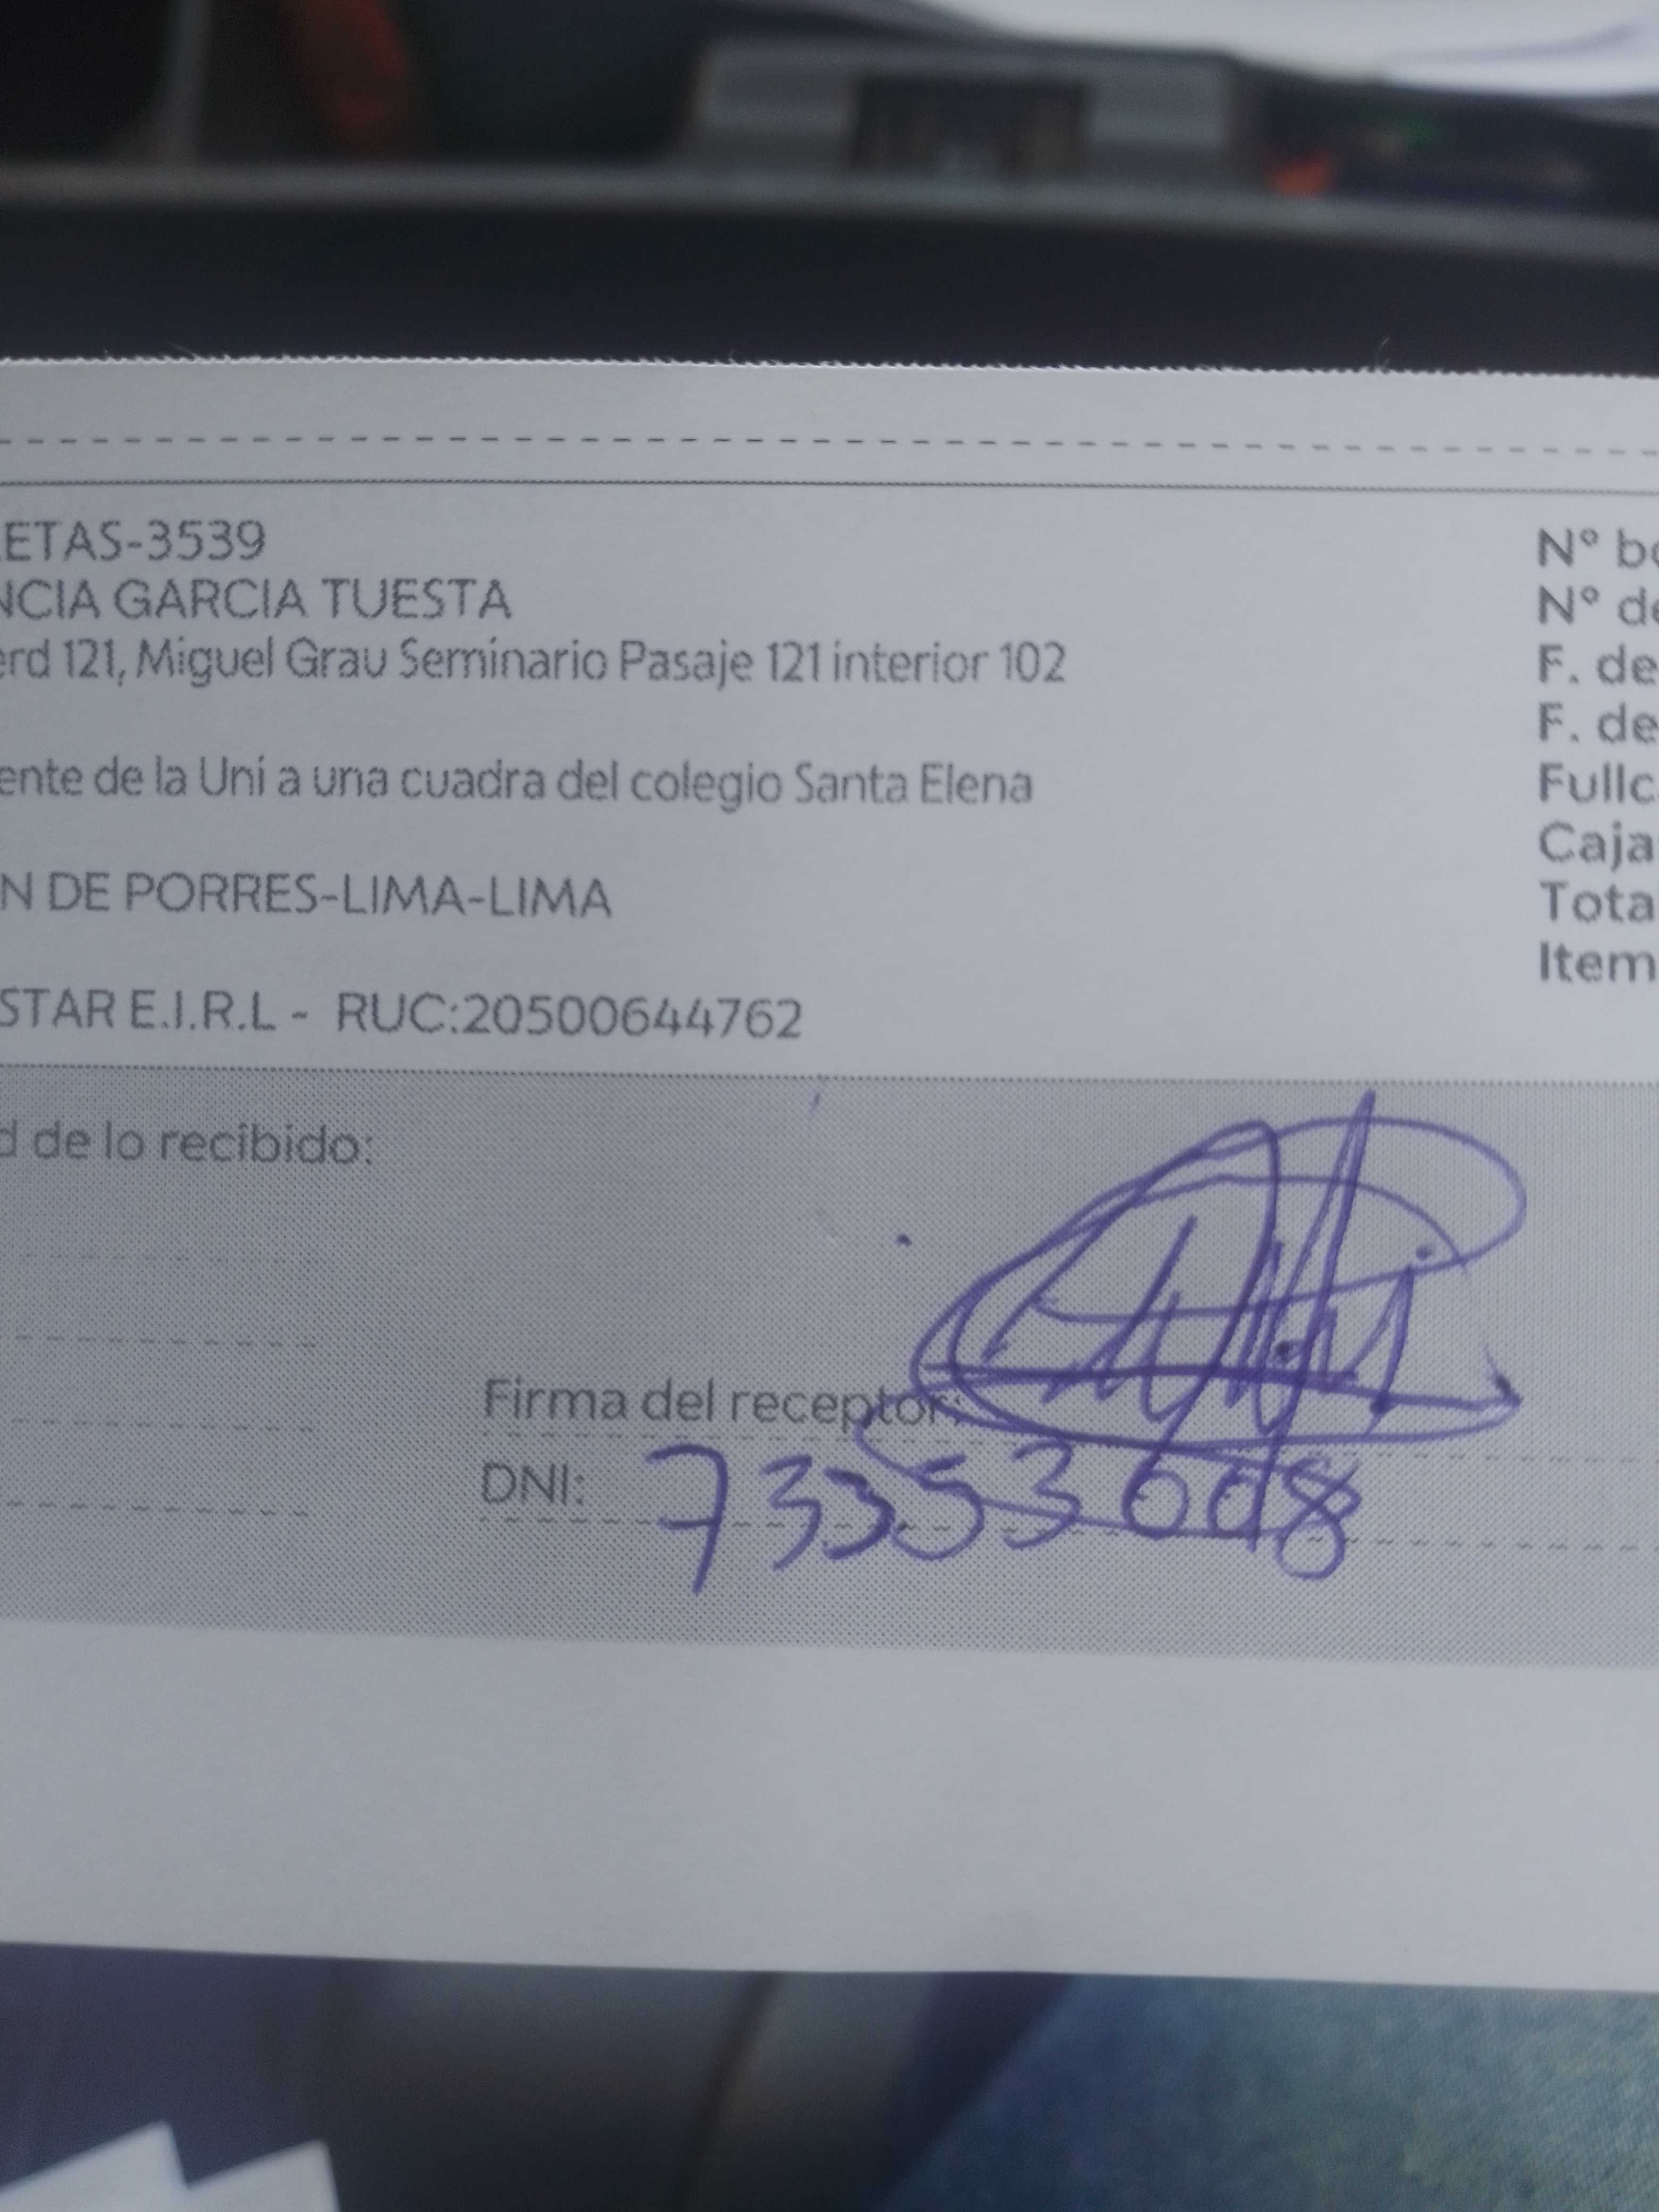 ETAS-3539
NCIA GARCIA TUESTA
erd 121, Miguel Grau Seminario Pasaje 121 interior 102
ente de la Uni a una cuadra del colegio Santa Elena
N DE PORRES-LIMA-LIMA
STAR E.I.R.L - RUC:20500644762
N° bo
N° de
F. de
F. de
Fullc
Caja
Tota
Item
d de lo recibido:
Firma del receptor:
DNI: 73353608